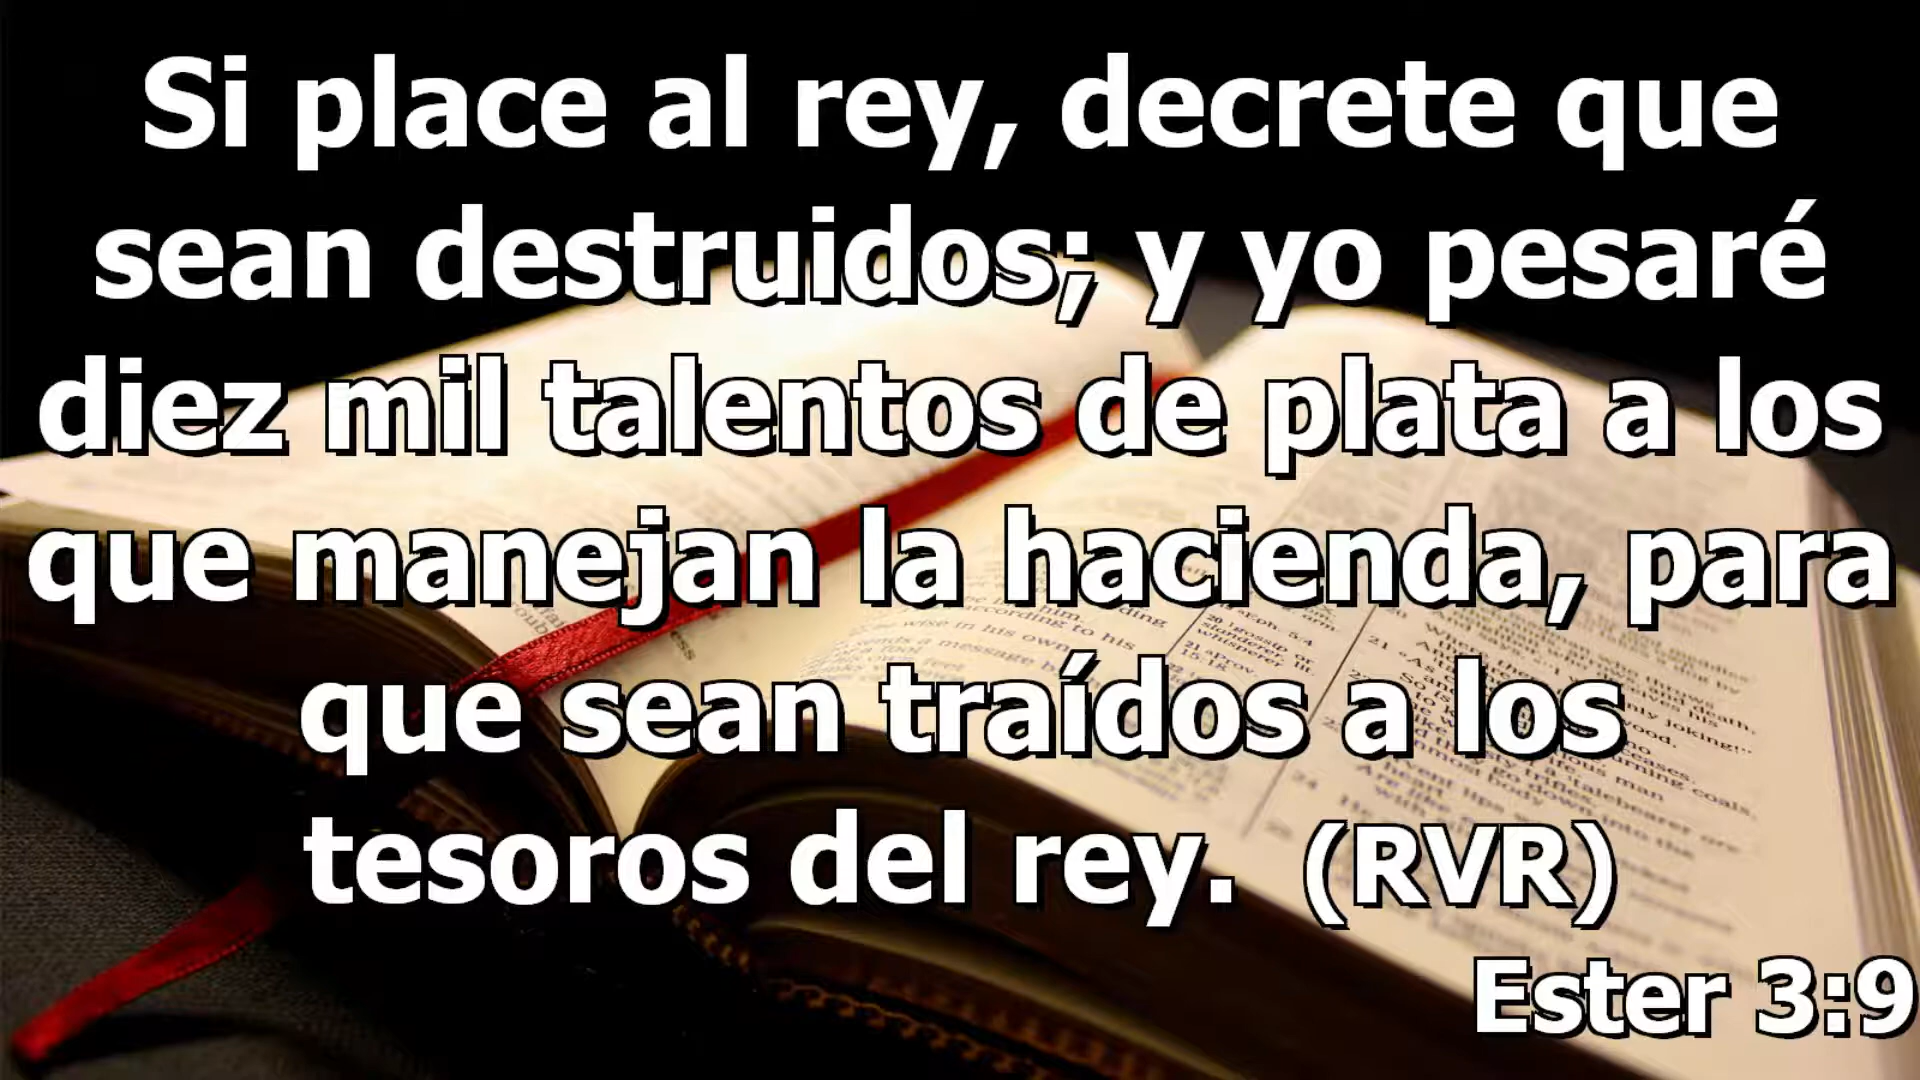 Si place al rey, decrete que
sean destruidos; y yo pesaré
diez mil talentos de plata a los
que manejan la hacienda, para
que sean traídos a los
tesoros del rey. (RVR)
Ester 3:9